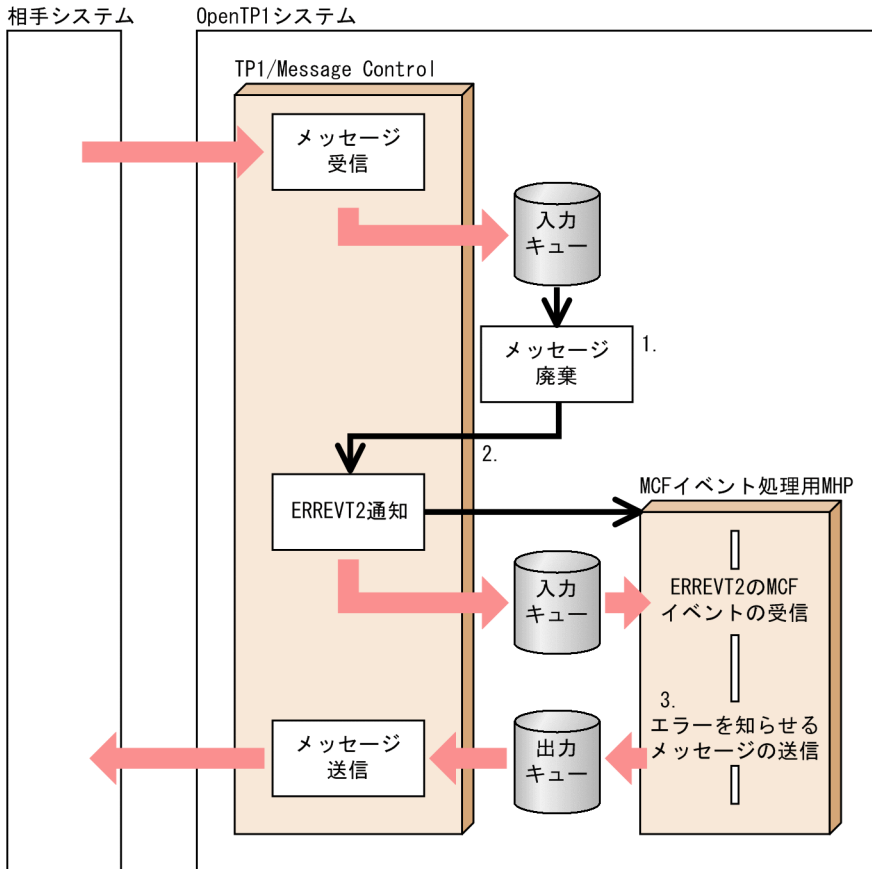 相手システム
OpenTP1システム
TP1/Message Control
メッセージ
受信
入力
キュー
メッセージ
廃棄
1.
2.
ERREVT2通知
MCFイベント処理用MHP
入力
キュー
ERREVT2のMCF
イベントの受信
3.
エラーを知らせる
メッセージの送信
出力
キュー
メッセージ
送信